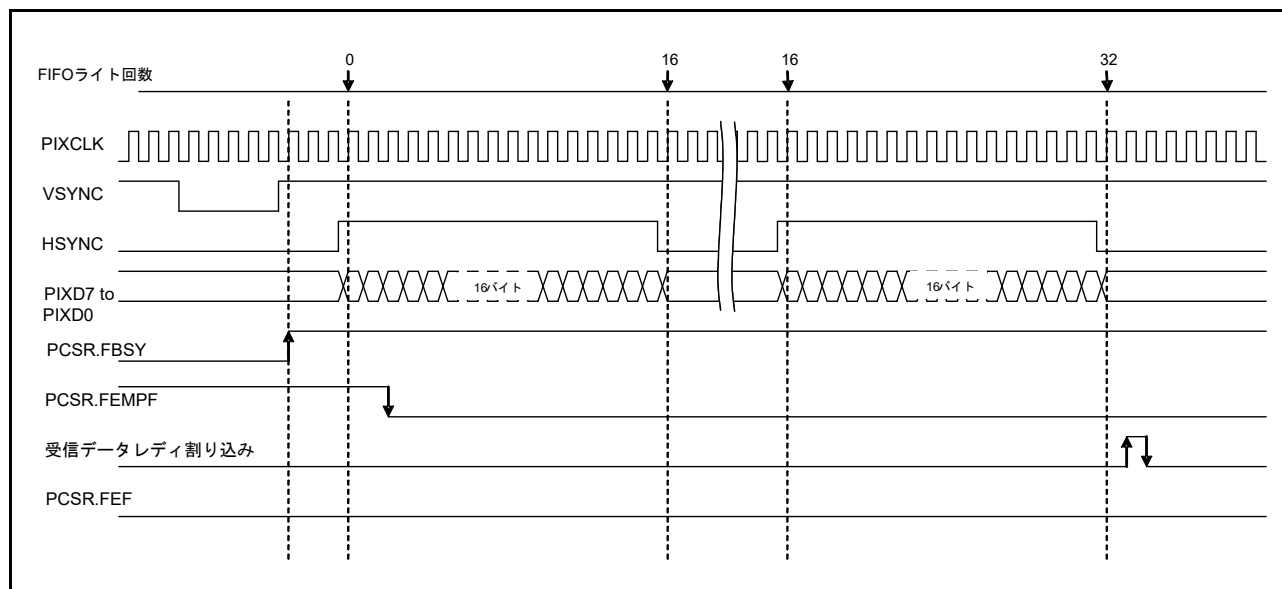 0 16 16 32
FIFOライト回数
PIXCLK
VSYNC
HSYNC
16バイト 16バイト
PIXD7 to
PIXD0
PCSR.FBSY
PCSR.FEMPF
受信データレディ割り込み
PCSR.FEF